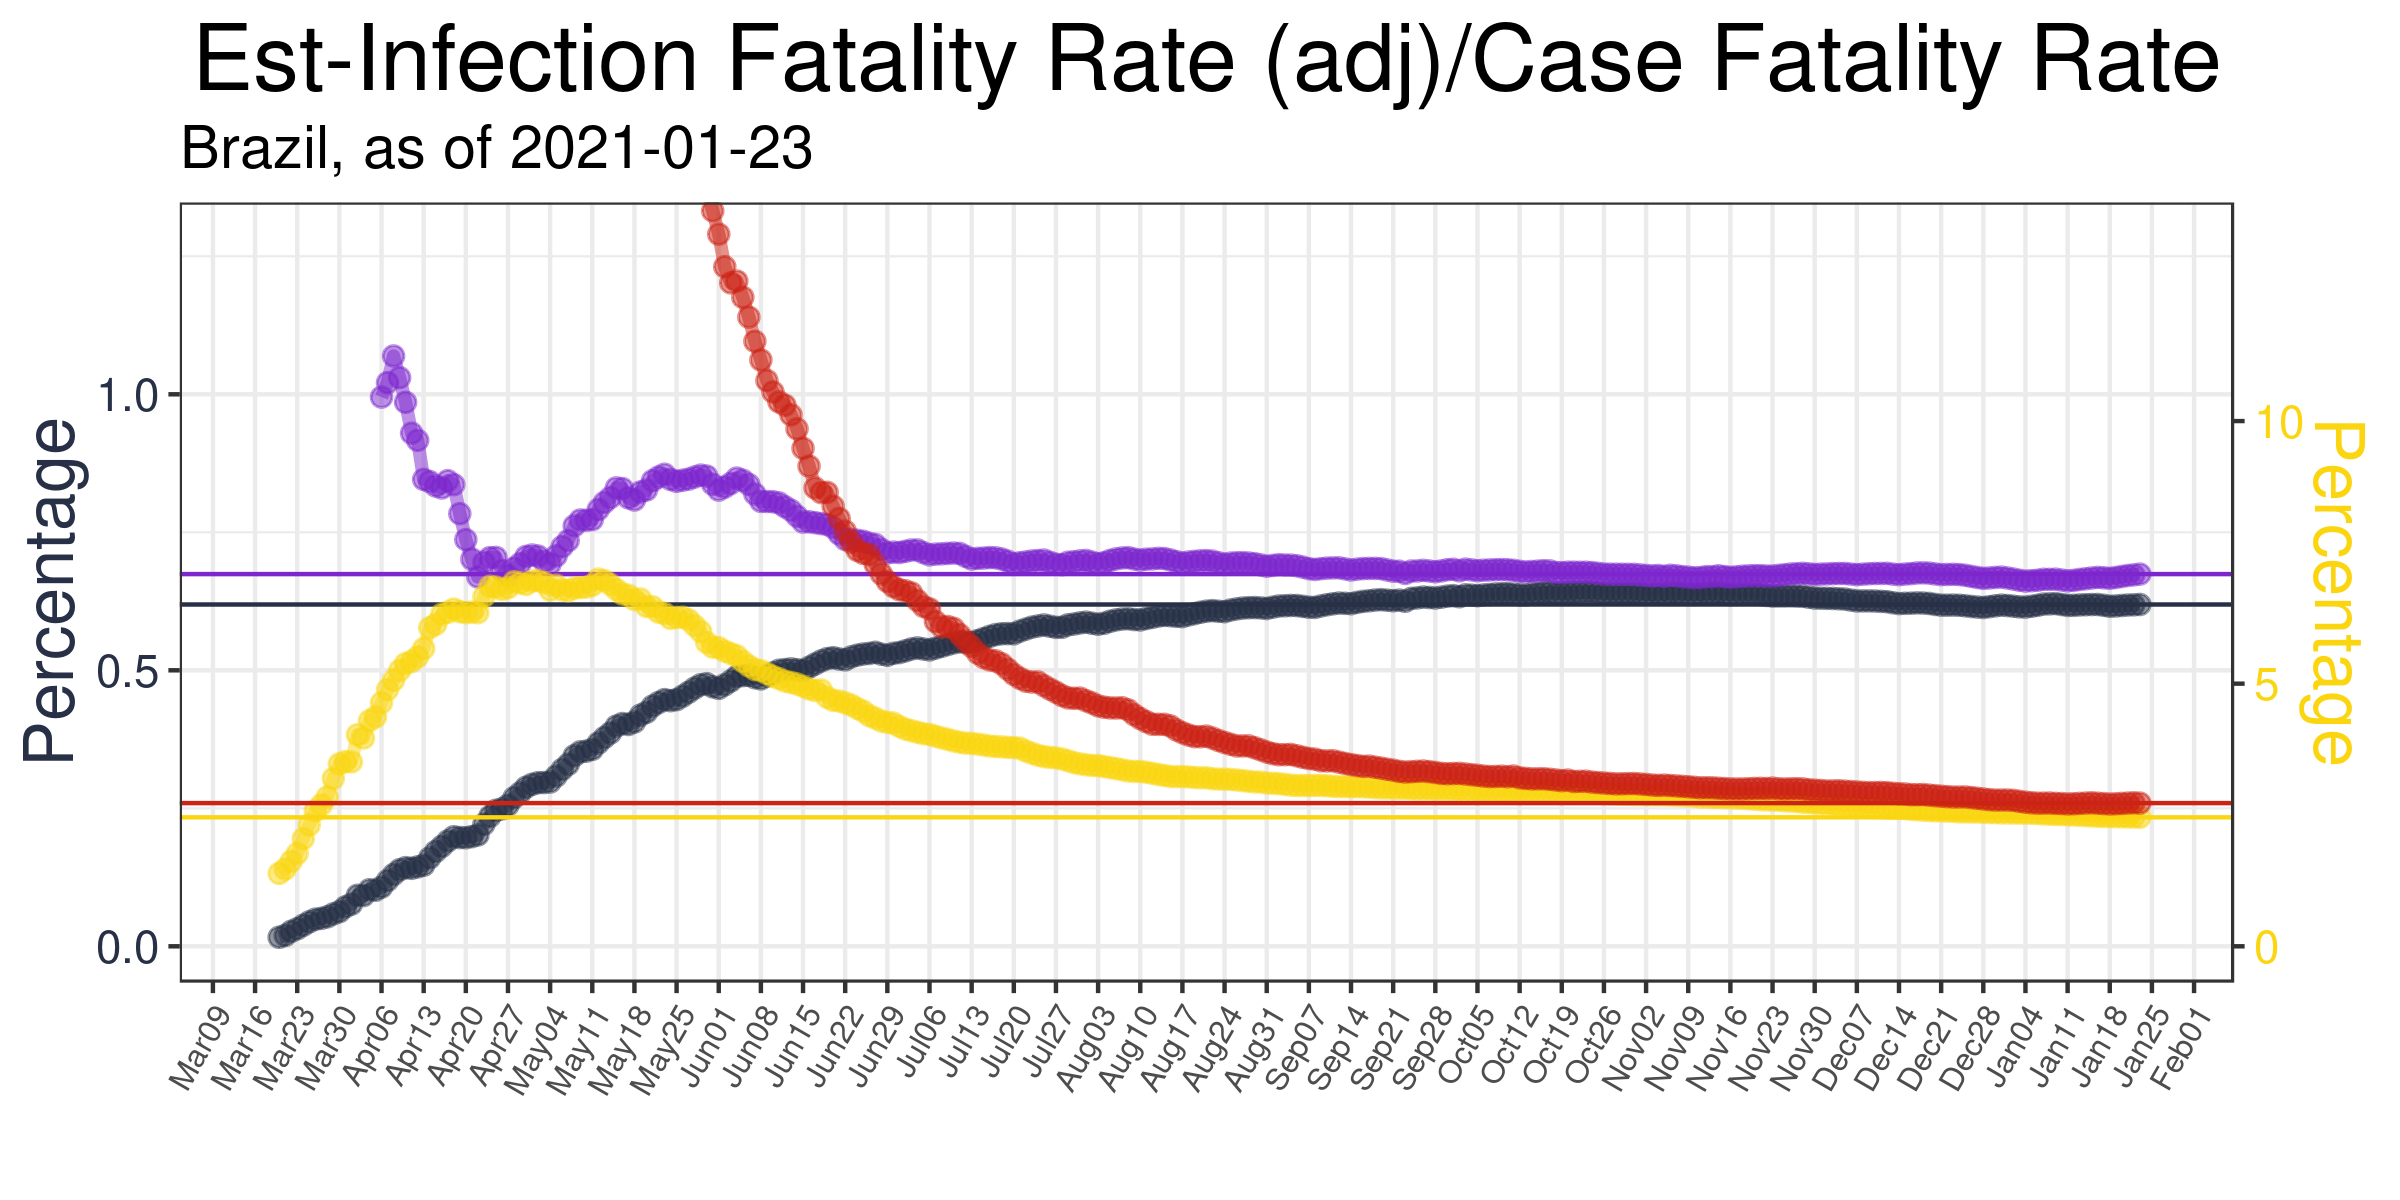 Est-Infection Fatality Rate (adj)/Case Fatality Rate
Brazil, as of 2021-01-23
Percentage
1.0
0.5
0.0
10
5
0
Percentage
Mar09
Mar16
Mar23
Mar30
Apr06
Apr13
Apr20
Apr27
May04
May11
May18
May25
Jun01
Jun08
Jun15
Jun22
Jun29
Jul06
Jul13
Jul20
Jul27
Aug03
Aug10
Aug17
Aug24
Aug31
Sep07
Sep14
Sep21
Sep28
Oct05
Oct12
Oct19
Oct26
Nov02
Nov09
Nov16
Nov23
Nov30
Dec07
Dec14
Dec21
Dec28
Jan04
Jan11
Jan18
Jan25
Feb01